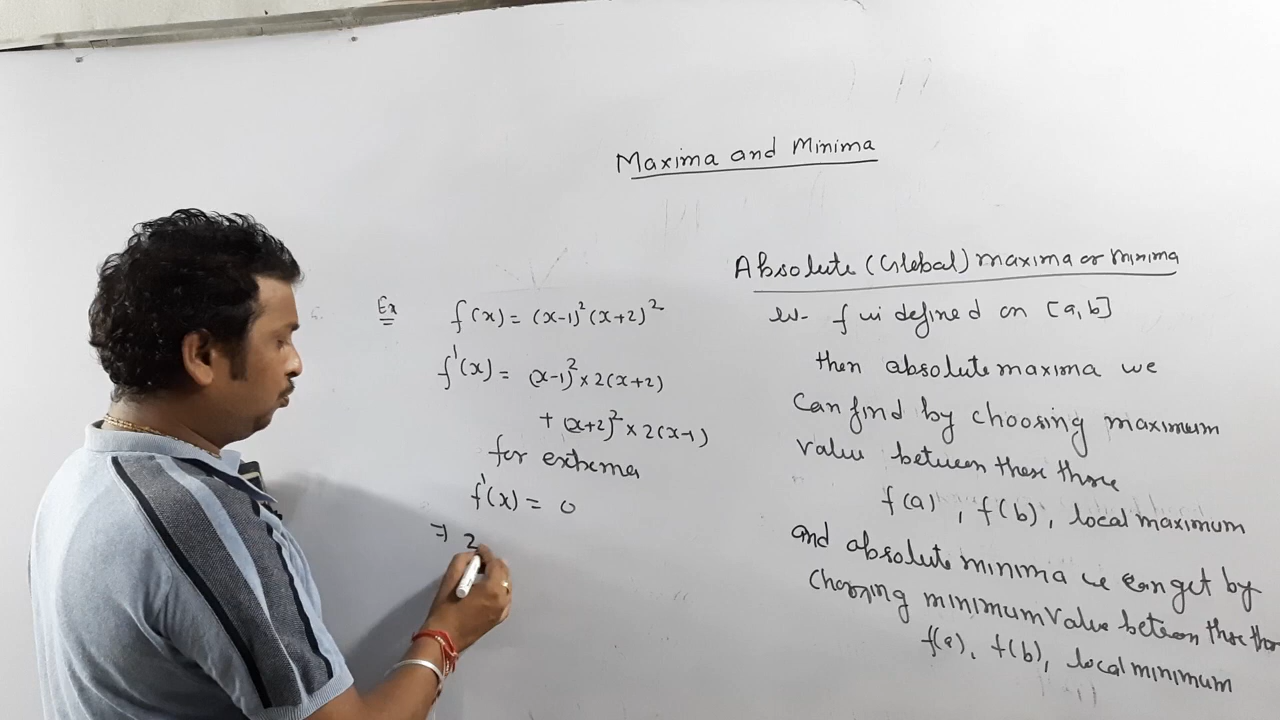 Maxima and Minima
Ex f(x) = (x-1)² (x+2)²
f'(x) = (x-1)² × 2(x+2)
+ (x+2)² × 2(x-1)
for extrema
f'(x) = 0
⇒ 2
Absolute (Global) maxima or minima
f is defined on [a,b]
then absolute maxima we
can find by choosing maximum
value between these three
f(a), f(b), local maximum
and absolute minima we can get by
choosing minimum value between these
f(a), f(b), local minimum